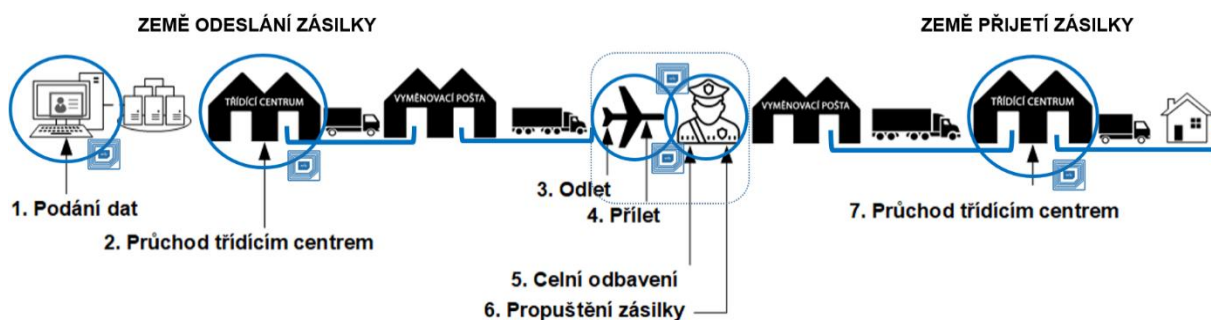 ZEMĚ ODESLÁNÍ ZÁSILKY
ZEMĚ PŘIJETÍ ZÁSILKY
TŘÍDÍCÍ CENTRUM
VYMĚNOVACÍ POŠTA
VYMĚNOVACÍ POŠTA
TŘÍDÍCÍ CENTRUM
1. Podání dat
2. Průchod třídícím centrem
3. Odlet
4. Přílet
5. Celní odbavení
6. Propuštění zásilky
7. Průchod třídícím centrem